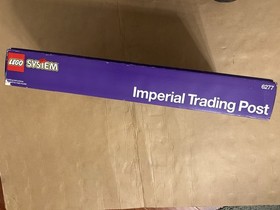 LEGO SYSTEM
6277
Imperial Trading Post